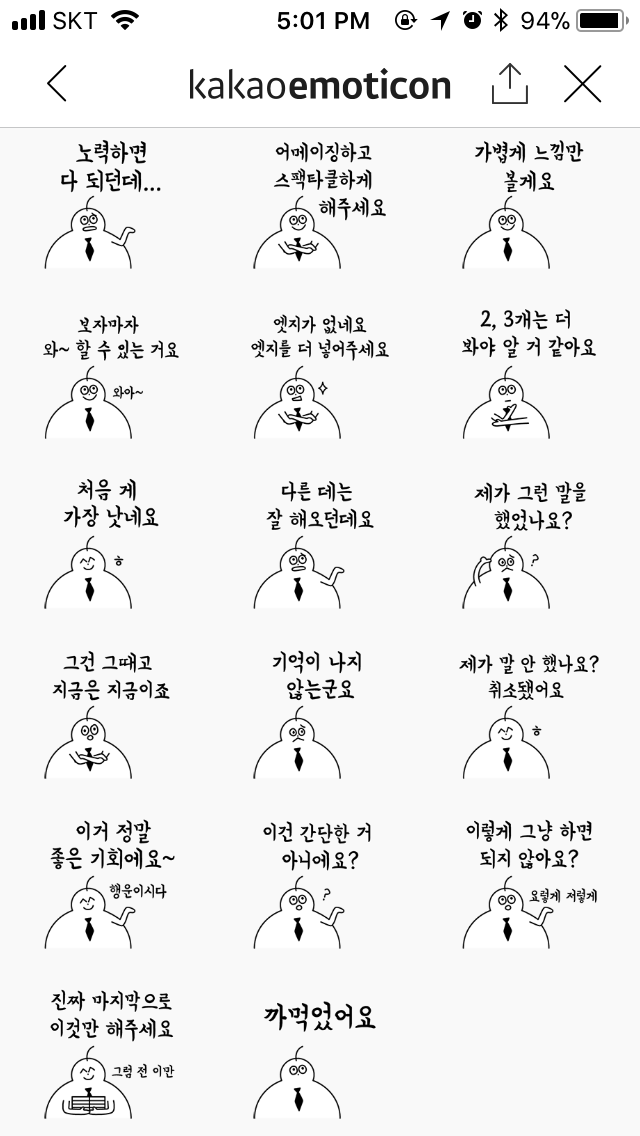 SKT 5:01 PM 94%
kakaoemoticon
노력하면
다 되던데...
어메이징하고
스팩타클하게
해주세요
가볍게 느낌만
볼게요
보자마자
와~ 할 수 있는 거요
와아~
엣지가 없네요
엣지를 더 넣어주세요
2, 3개는 더
봐야 알 거 같아요
처음 게
가장 낫네요
ㅎ
다른 데는
잘 해오던데요
제가 그런 말을
했었나요?
?
그건 그때고
지금은 지금이죠
기억이 나지
않는군요
제가 말 안 했나요?
취소됐어요
ㅎ
이거 정말
좋은 기회에요~
행운이시다
이건 간단한 거
아니에요?
?
이렇게 그냥 하면
되지 않아요?
요렇게 저렇게
진짜 마지막으로
이것만 해주세요
그럼 전 이만
까먹었어요